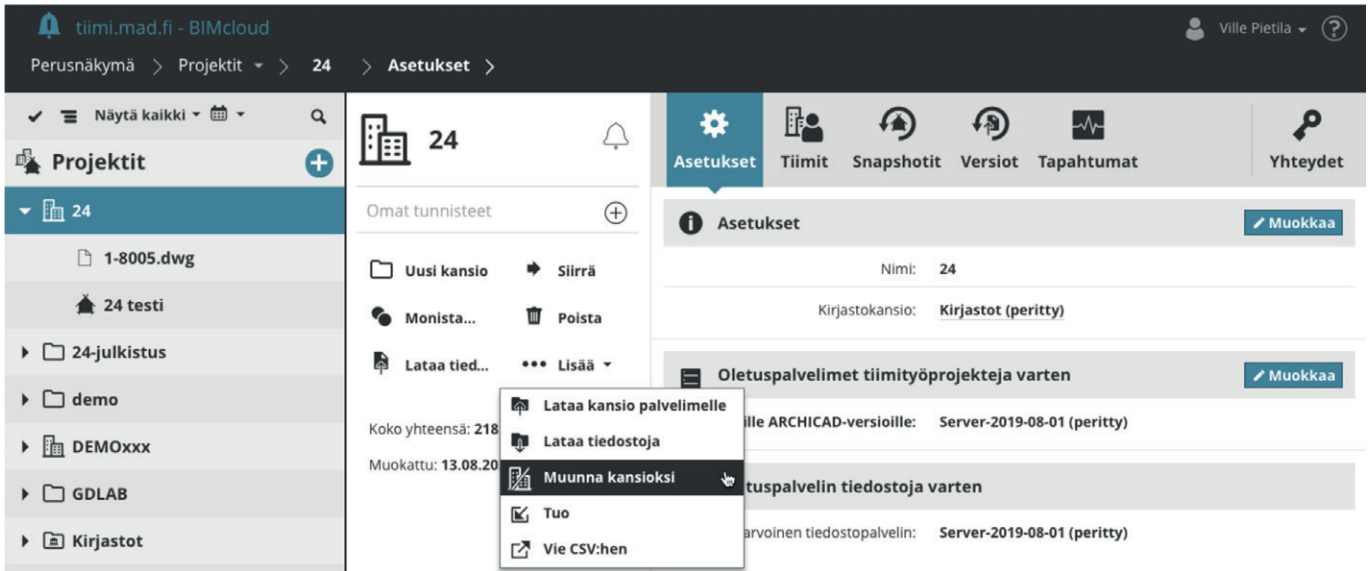 tiimi.mad.fi - BIMcloud
Ville Pietila
Perusnäkymä > Projektit > 24 > Asetukset >
Näytä kaikki
Projektit
24
1-8005.dwg
24 testi
24-julkistus
demo
DEMOxxx
GDLAB
Kirjastot
24
Omat tunnisteet
Uusi kansio
Siirrä
Monista...
Poista
Lataa tied...
Lisää
Koko yhteensä: 218
Muokattu: 13.08.20
Lataa kansio palvelimelle
Lataa tiedostoja
Muunna kansioksi
Tuo
Vie CSV:hen
Asetukset
Tiimit
Snapshotit
Versiot
Tapahtumat
Yhteydet
Asetukset
Muokkaa
Nimi: 24
Kirjastokansio: Kirjastot (peritty)
Oletuspalvelimet tiimityöprojekteja varten
Muokkaa
ille ARCHICAD-versioille: Server-2019-08-01 (peritty)
tuspalvelin tiedostoja varten
arvoinen tiedostopalvelin: Server-2019-08-01 (peritty)